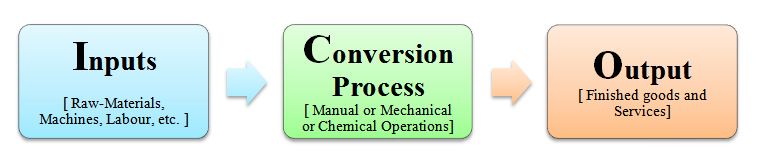 Inputs
[ Raw-Materials,
Machines, Labour, etc. ]
Conversion
Process
[ Manual or Mechanical
or Chemical Operations]
Output
[ Finished goods and
Services]